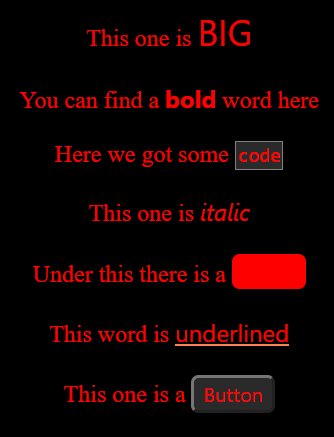 This one is BIG
You can find a bold word here
Here we got some code
This one is italic
Under this there is a
This word is underlined
This one is a Button